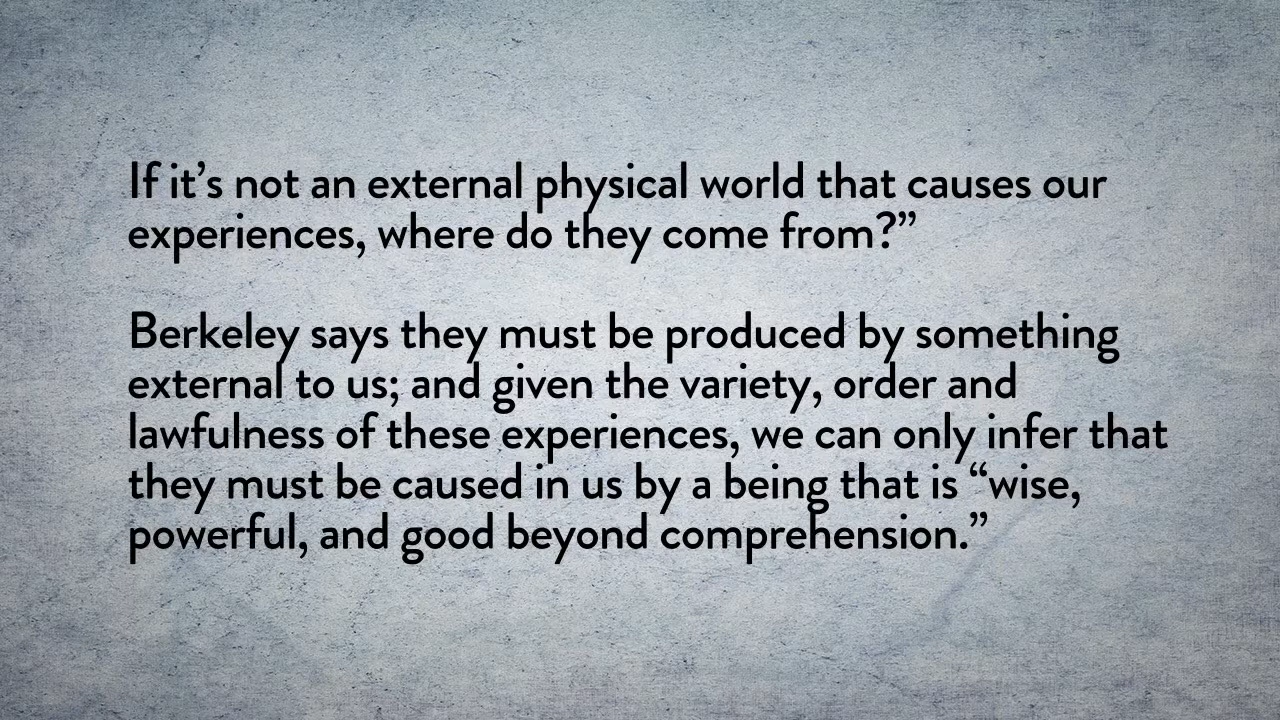 If it’s not an external physical world that causes our
experiences, where do they come from?”
Berkeley says they must be produced by something
external to us; and given the variety, order and
lawfulness of these experiences, we can only infer that
they must be caused in us by a being that is “wise,
powerful, and good beyond comprehension.”